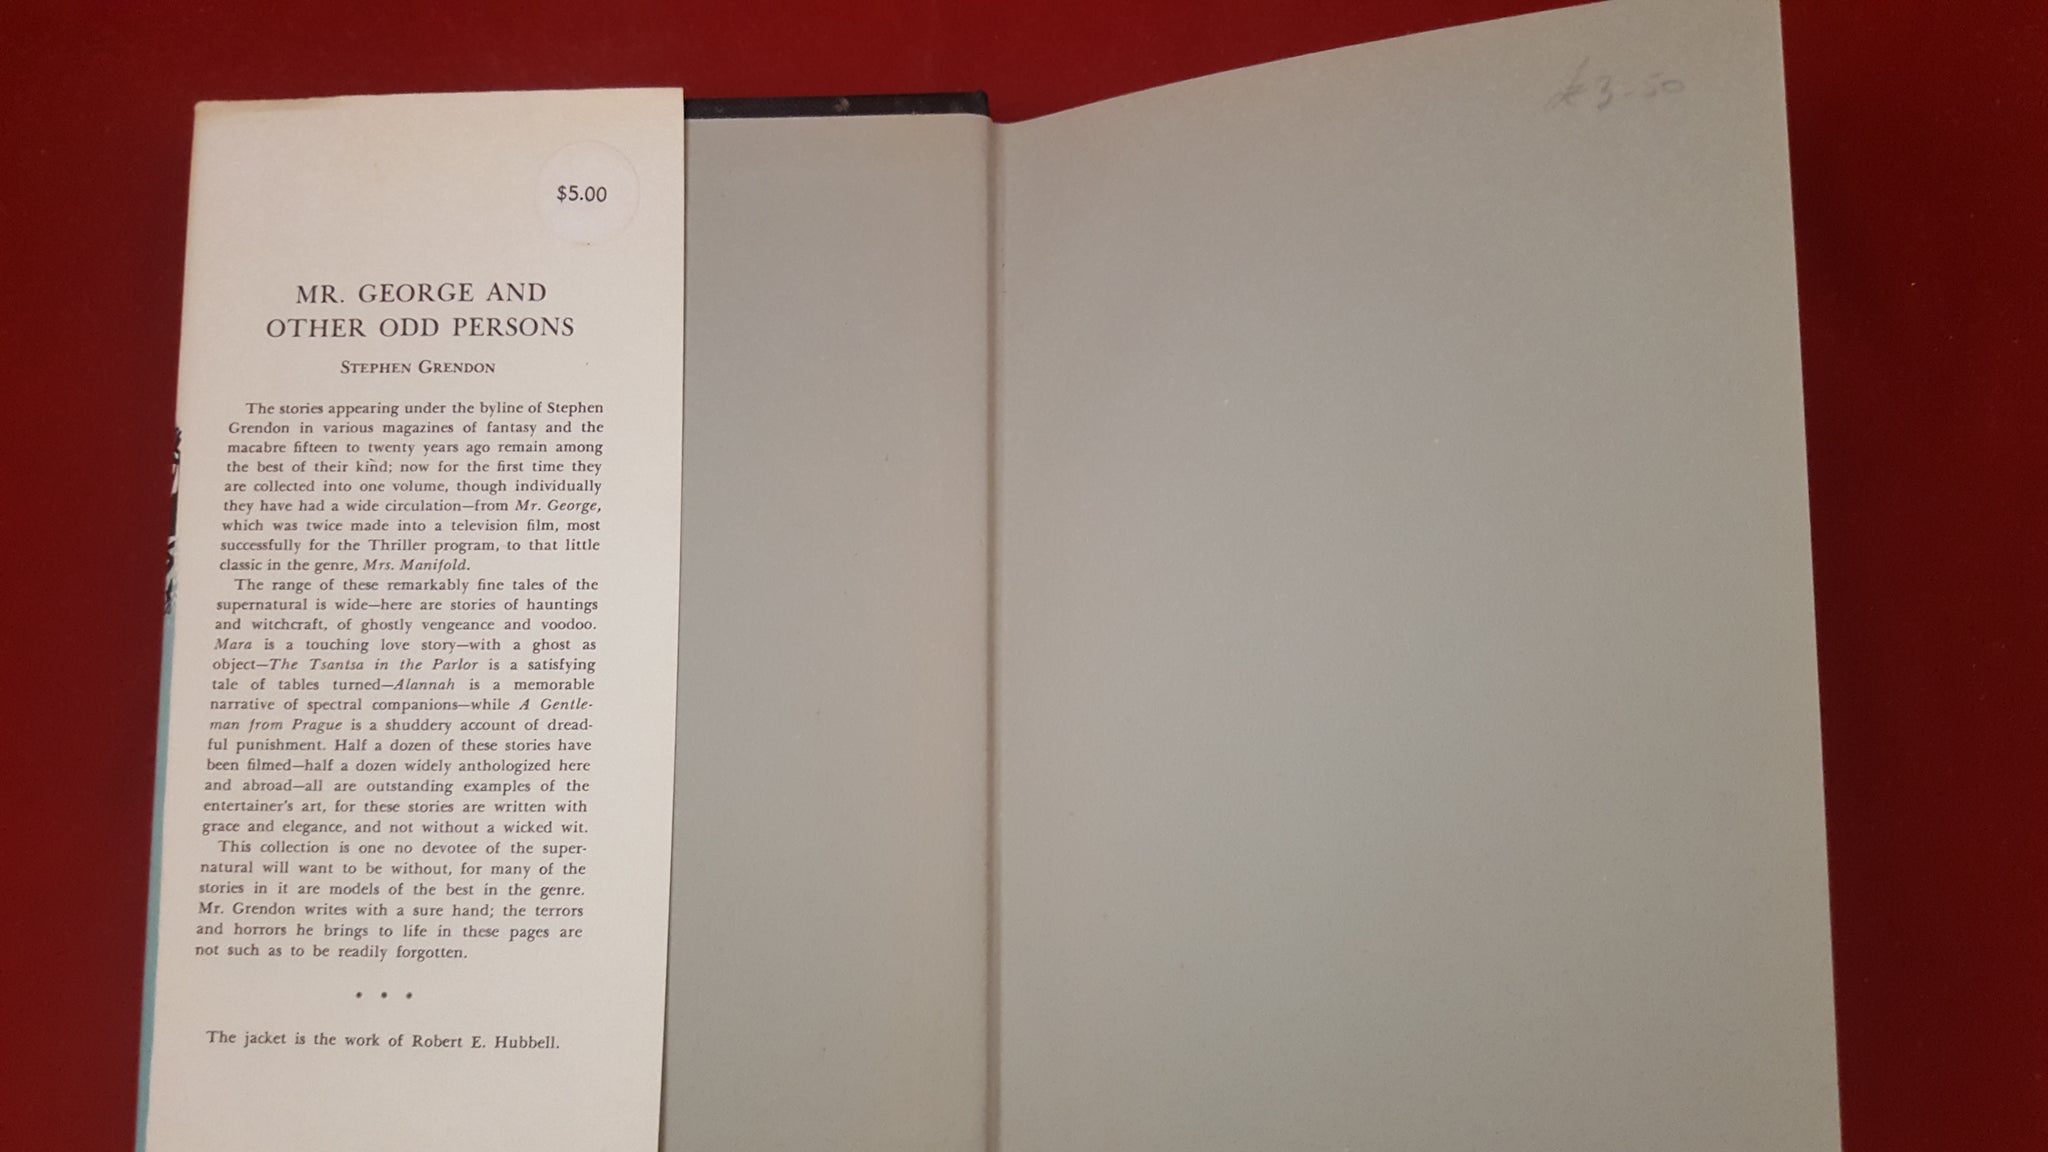 $5.00
MR. GEORGE AND
OTHER ODD PERSONS
STEPHEN GRENDON
The stories appearing under the byline of Stephen
Grendon in various magazines of fantasy and the
macabre fifteen to twenty years ago remain among
the best of their kind; now for the first time they
are collected into one volume, though individually
they have had a wide circulation—from Mr. George,
which was twice made into a television film, most
successfully for the Thriller program, to that little
classic in the genre, Mrs. Manifold.
The range of these remarkably fine tales of the
supernatural is wide—here are stories of hauntings
and witchcraft, of ghostly vengeance and voodoo.
Mara is a touching love story—with a ghost as
object—The Tsantsa in the Parlor is a satisfying
tale of tables turned—Alannah is a memorable
narrative of spectral companions—while A Gentle-
man from Prague is a shuddery account of dread-
ful punishment. Half a dozen of these stories have
been filmed—half a dozen widely anthologized here
and abroad—all are outstanding examples of the
entertainer's art, for these stories are written with
grace and elegance, and not without a wicked wit.
This collection is one no devotee of the super-
natural will want to be without, for many of the
stories in it are models of the best in the genre.
Mr. Grendon writes with a sure hand; the terrors
and horrors he brings to life in these pages are
not such as to be readily forgotten.
• • •
The jacket is the work of Robert E. Hubbell.
£3.50